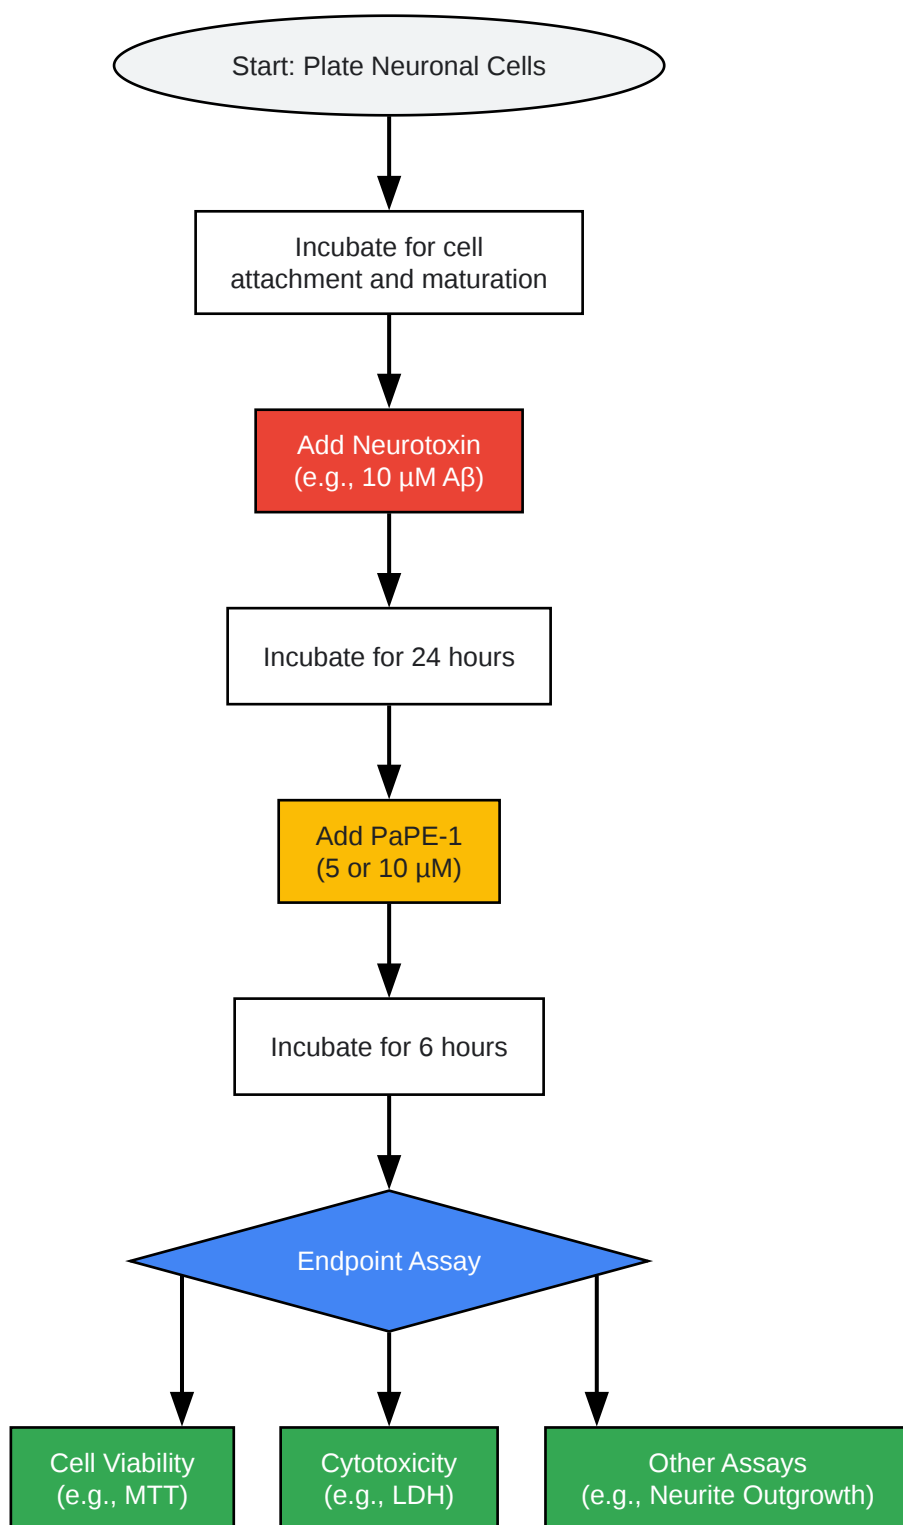 Start: Plate Neuronal Cells
Incubate for cell
attachment and maturation
Add Neurotoxin
(e.g., 10 µM Aβ)
Incubate for 24 hours
Add PaPE-1
(5 or 10 µM)
Incubate for 6 hours
Endpoint Assay
Cell Viability
(e.g., MTT)
Cytotoxicity
(e.g., LDH)
Other Assays
(e.g., Neurite Outgrowth)